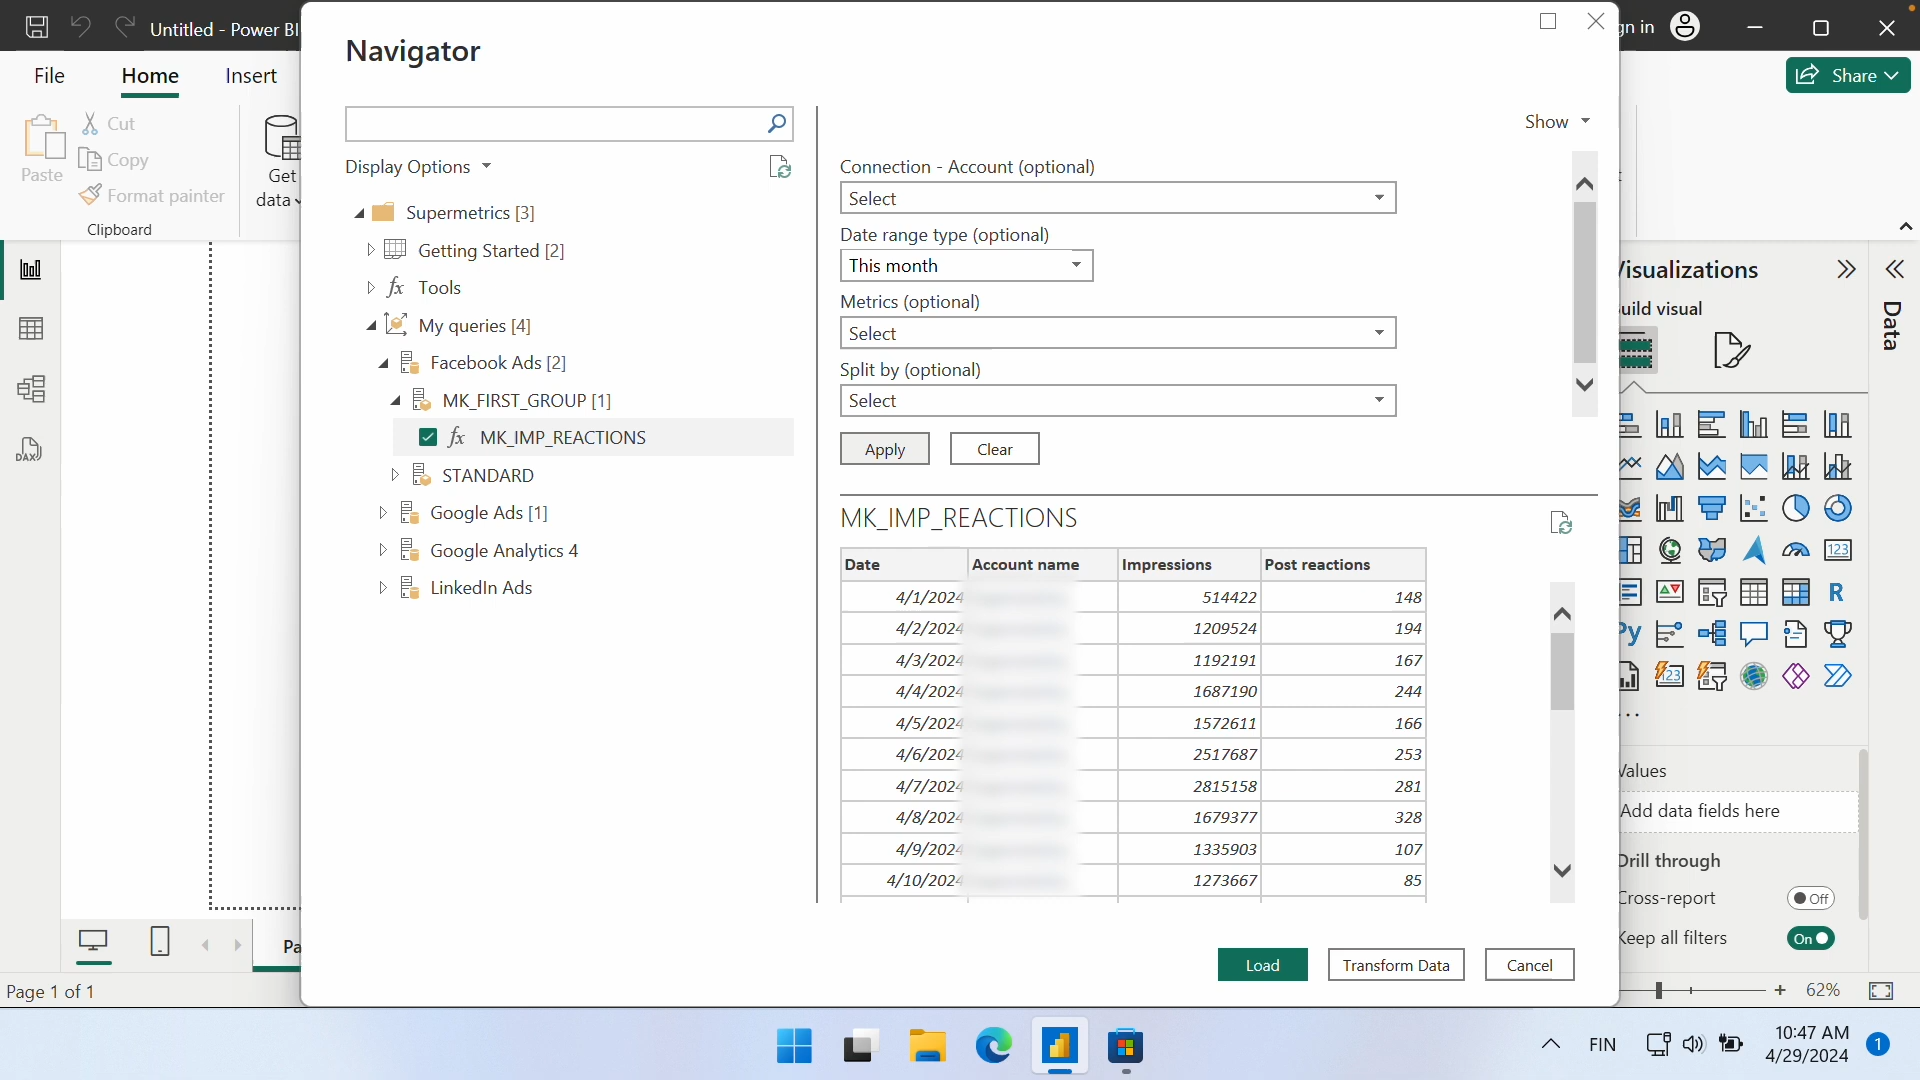 Untitled - Power BI
gn in
File
Home
Insert
Share
Paste
Cut
Copy
Format painter
Clipboard
Get
data
Navigator
Display Options
Supermetrics [3]
Getting Started [2]
fx Tools
My queries [4]
Facebook Ads [2]
MK_FIRST_GROUP [1]
fx MK_IMP_REACTIONS
STANDARD
Google Ads [1]
Google Analytics 4
LinkedIn Ads
Show
Connection - Account (optional)
Select
Date range type (optional)
This month
Metrics (optional)
Select
Split by (optional)
Select
Apply Clear
MK_IMP_REACTIONS
Date Account name Impressions Post reactions
4/1/2024 514422 148
4/2/2024 1209524 194
4/3/2024 1192191 167
4/4/2024 1687190 244
4/5/2024 1572611 166
4/6/2024 2517687 253
4/7/2024 2815158 281
4/8/2024 1679377 328
4/9/2024 1335903 107
4/10/2024 1273667 85
Load Transform Data Cancel
isualizations
uild visual
Data
123
R
Py
123
Values
Add data fields here
Drill through
Cross-report Off
Keep all filters On
DAX
Pa
Page 1 of 1
62%
FIN
10:47 AM
4/29/2024
1